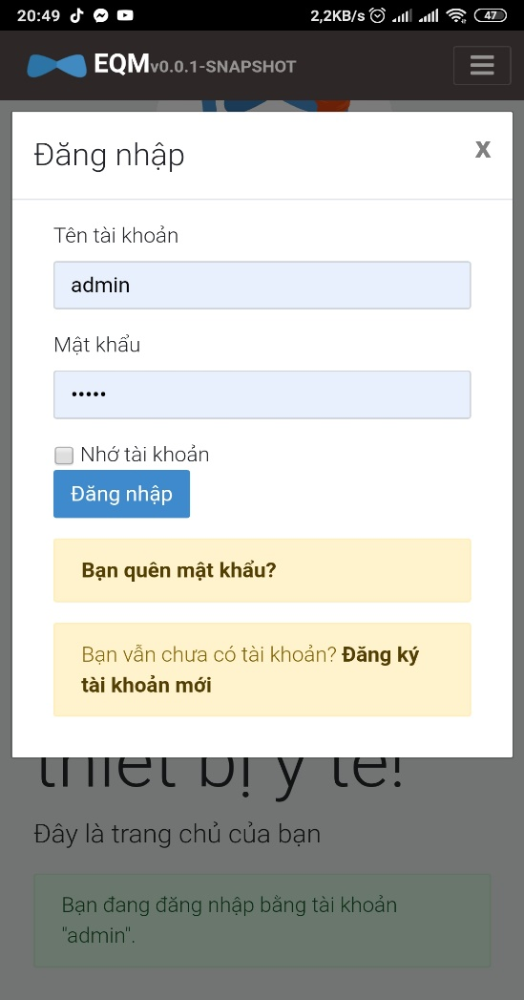 20:49 2,2KB/s 47
EQM v0.0.1-SNAPSHOT
Đăng nhập x
Tên tài khoản
admin
Mật khẩu
•••••
Nhớ tài khoản
Đăng nhập
Bạn quên mật khẩu?
Bạn vẫn chưa có tài khoản? Đăng ký
tài khoản mới
thiết bị y tế!
Đây là trang chủ của bạn
Bạn đang đăng nhập bằng tài khoản
"admin".